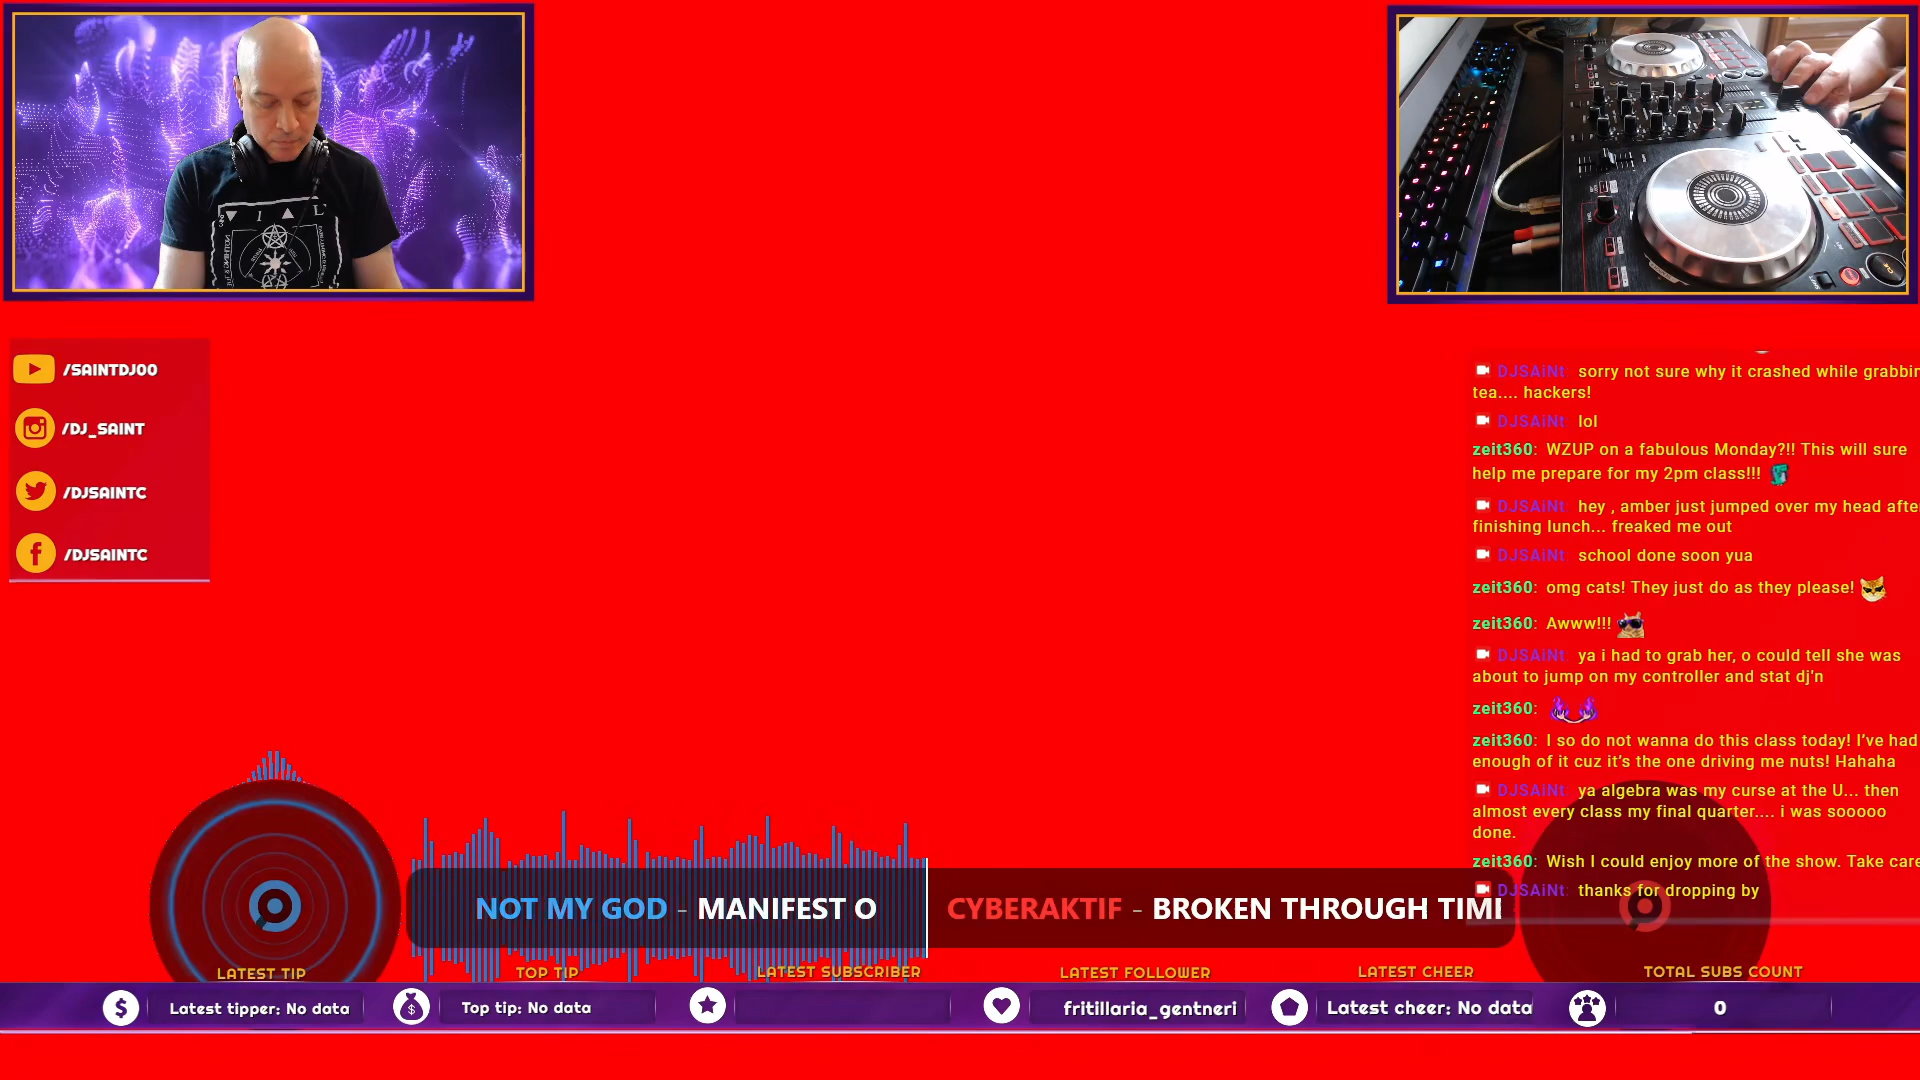 /SAINTDJ00
/DJ_SAINT
/DJSAINTC
/DJSAINTC
DJSAiNt: sorry not sure why it crashed while grabbin
tea.... hackers!
DJSAiNt: lol
zeit360: WZUP on a fabulous Monday?!! This will sure
help me prepare for my 2pm class!!!
DJSAiNt: hey , amber just jumped over my head afte
finishing lunch... freaked me out
DJSAiNt: school done soon yua
zeit360: omg cats! They just do as they please!
zeit360: Awww!!!
DJSAiNt: ya i had to grab her, o could tell she was
about to jump on my controller and stat dj'n
zeit360:
zeit360: I so do not wanna do this class today! I've had
enough of it cuz it's the one driving me nuts! Hahaha
DJSAiNt: ya algebra was my curse at the U... then
almost every class my final quarter.... i was sooooo
done.
zeit360: Wish I could enjoy more of the show. Take care
DJSAiNt: thanks for dropping by
NOT MY GOD - MANIFEST O
CYBERAKTIF - BROKEN THROUGH TIME
LATEST TIP
TOP TIP
LATEST SUBSCRIBER
LATEST FOLLOWER
LATEST CHEER
TOTAL SUBS COUNT
Latest tipper: No data
Top tip: No data
fritillaria_gentneri
Latest cheer: No data
0